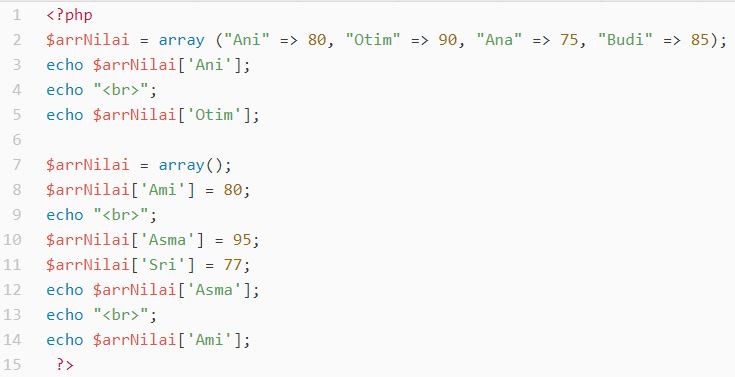 1 <?php
2 $arrNilai = array ("Ani" => 80, "Otim" => 90, "Ana" => 75, "Budi" => 85);
3 echo $arrNilai['Ani'];
4 echo "<br>";
5 echo $arrNilai['Otim'];
6
7 $arrNilai = array();
8 $arrNilai['Ami'] = 80;
9 echo "<br>";
10 $arrNilai['Asma'] = 95;
11 $arrNilai['Sri'] = 77;
12 echo $arrNilai['Asma'];
13 echo "<br>";
14 echo $arrNilai['Ami'];
15 ?>